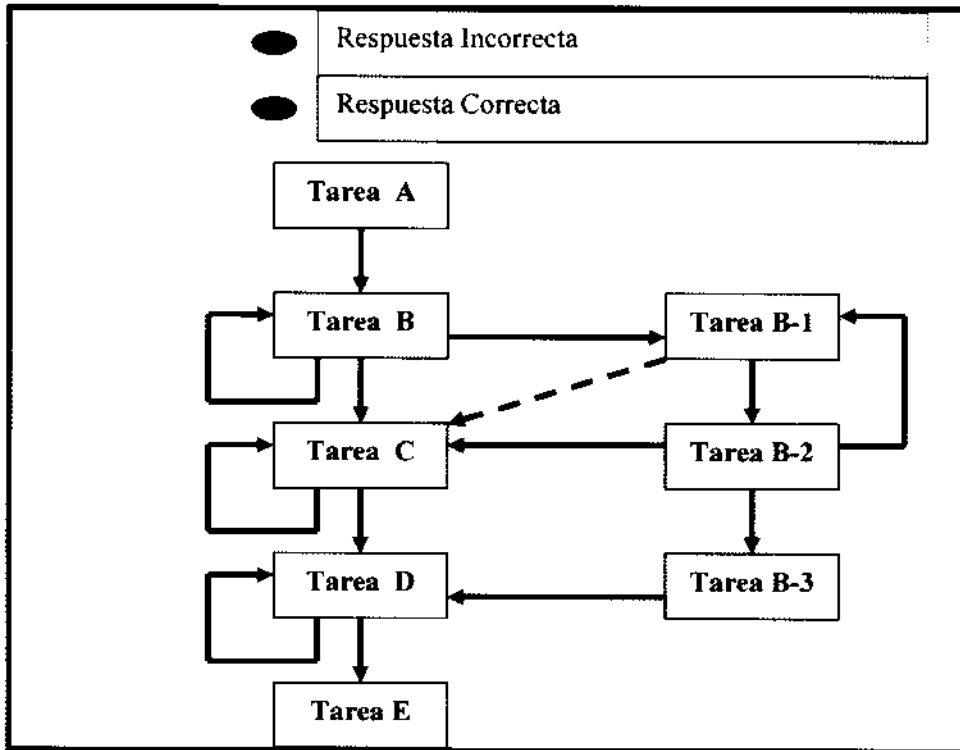 Respuesta Incorrecta
Respuesta Correcta
Tarea A
Tarea B
Tarea B-1
Tarea C
Tarea B-2
Tarea D
Tarea B-3
Tarea E